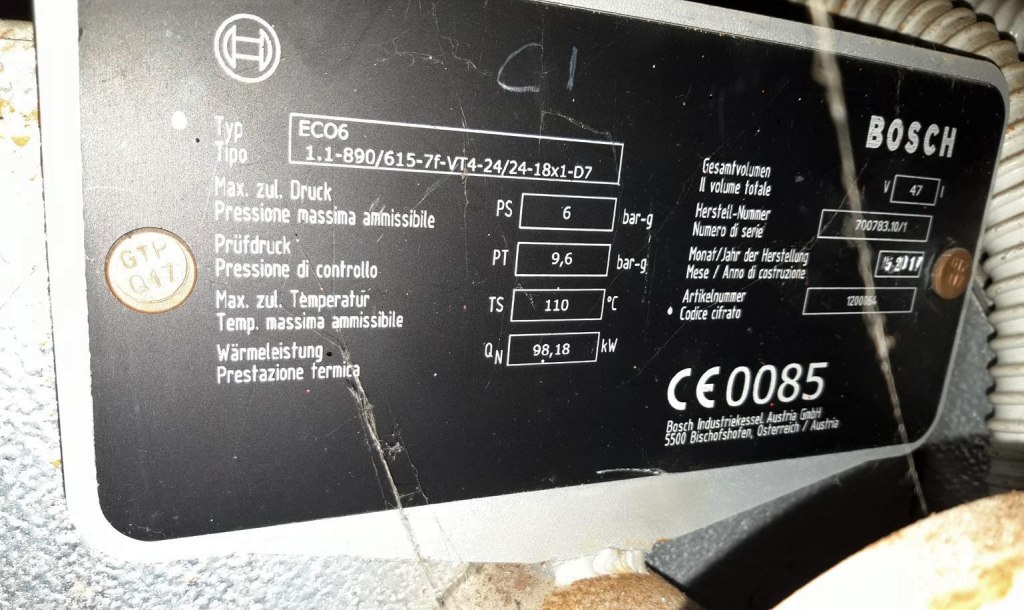 C1
BOSCH
Typ
Tipo
ECO6
1.1-890/615-7f-VT4-24/24-18x1-D7
Max. zul. Druck
Pressione massima ammissibile
PS 6 bar-g
Prüfdruck
Pressione di controllo
PT 9,6 bar-g
Max. zul. Temperatur
Temp. massima ammissibile
TS 110 °C
Wärmeleistung
Prestazione termica
QN 98,18 kW
Gesamtvolumen
Il volume totale
V 47 l
Herstell-Nummer
Numero di serie
700783.10/1
Monat/Jahr der Herstellung
Mese / Anno di costruzione
Artikelnummer
Codice cifrato
1200084
CE 0085
Bosch Industriekessel Austria GmbH
5500 Bischofshofen, Österreich / Austria
GTP
Q47